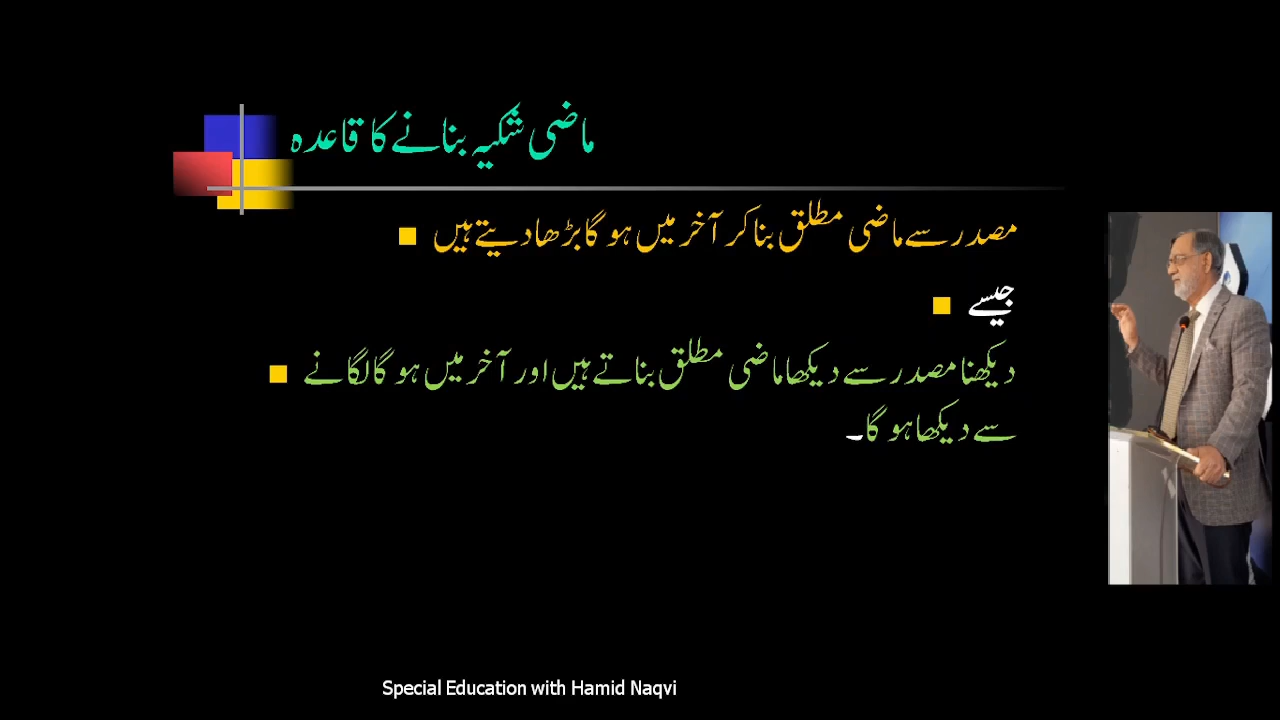 ماضی شکیہ بنانے کا قاعدہ
مصدر سے ماضی مطلق بنا کر آخر میں ہو گا بڑھا دیتے ہیں
جیسے
دیکھنا مصدر سے دیکھا ماضی مطلق بناتے ہیں اور آخر میں ہو گا لگانے
سے دیکھا ہو گا۔
Special Education with Hamid Naqvi